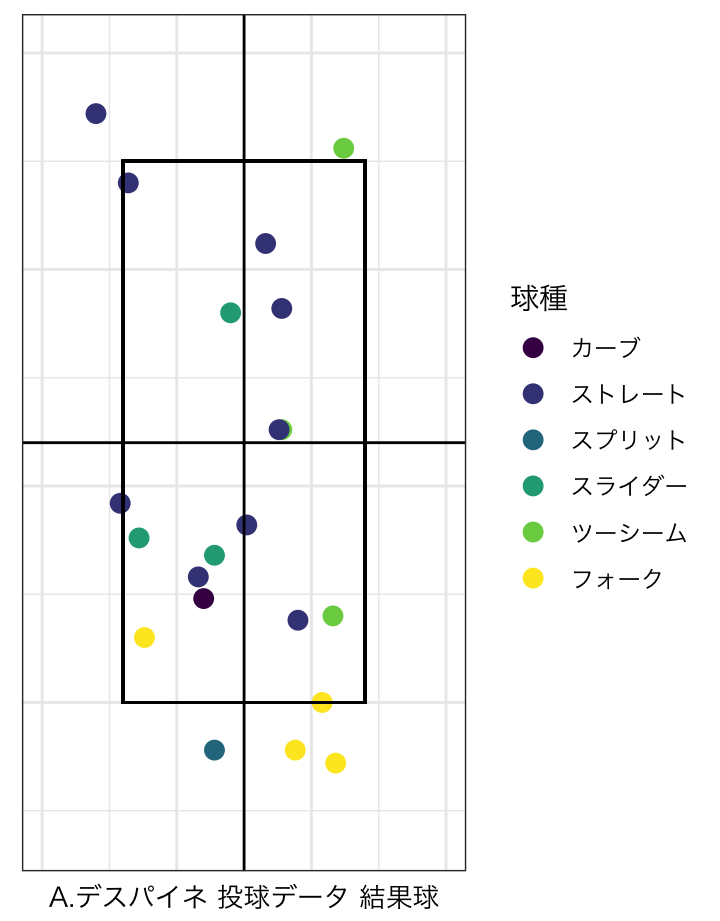 球種
カーブ
ストレート
スプリット
スライダー
ツーシーム
フォーク
A.デスパイネ 投球データ 結果球